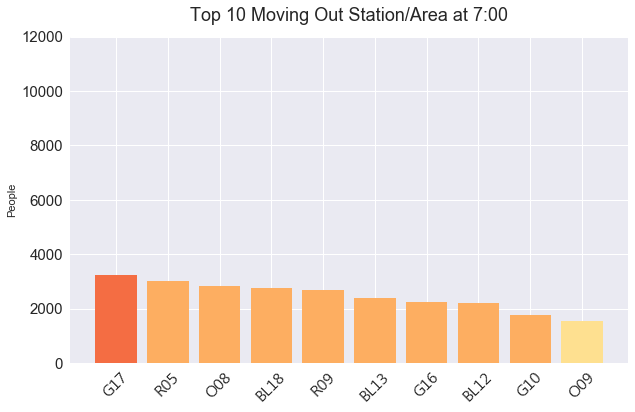 Top 10 Moving Out Station/Area at 7:00
12000
10000
8000
6000
4000
2000
0
People
G17
R05
O08
BL18
R09
BL13
G16
BL12
G10
O09